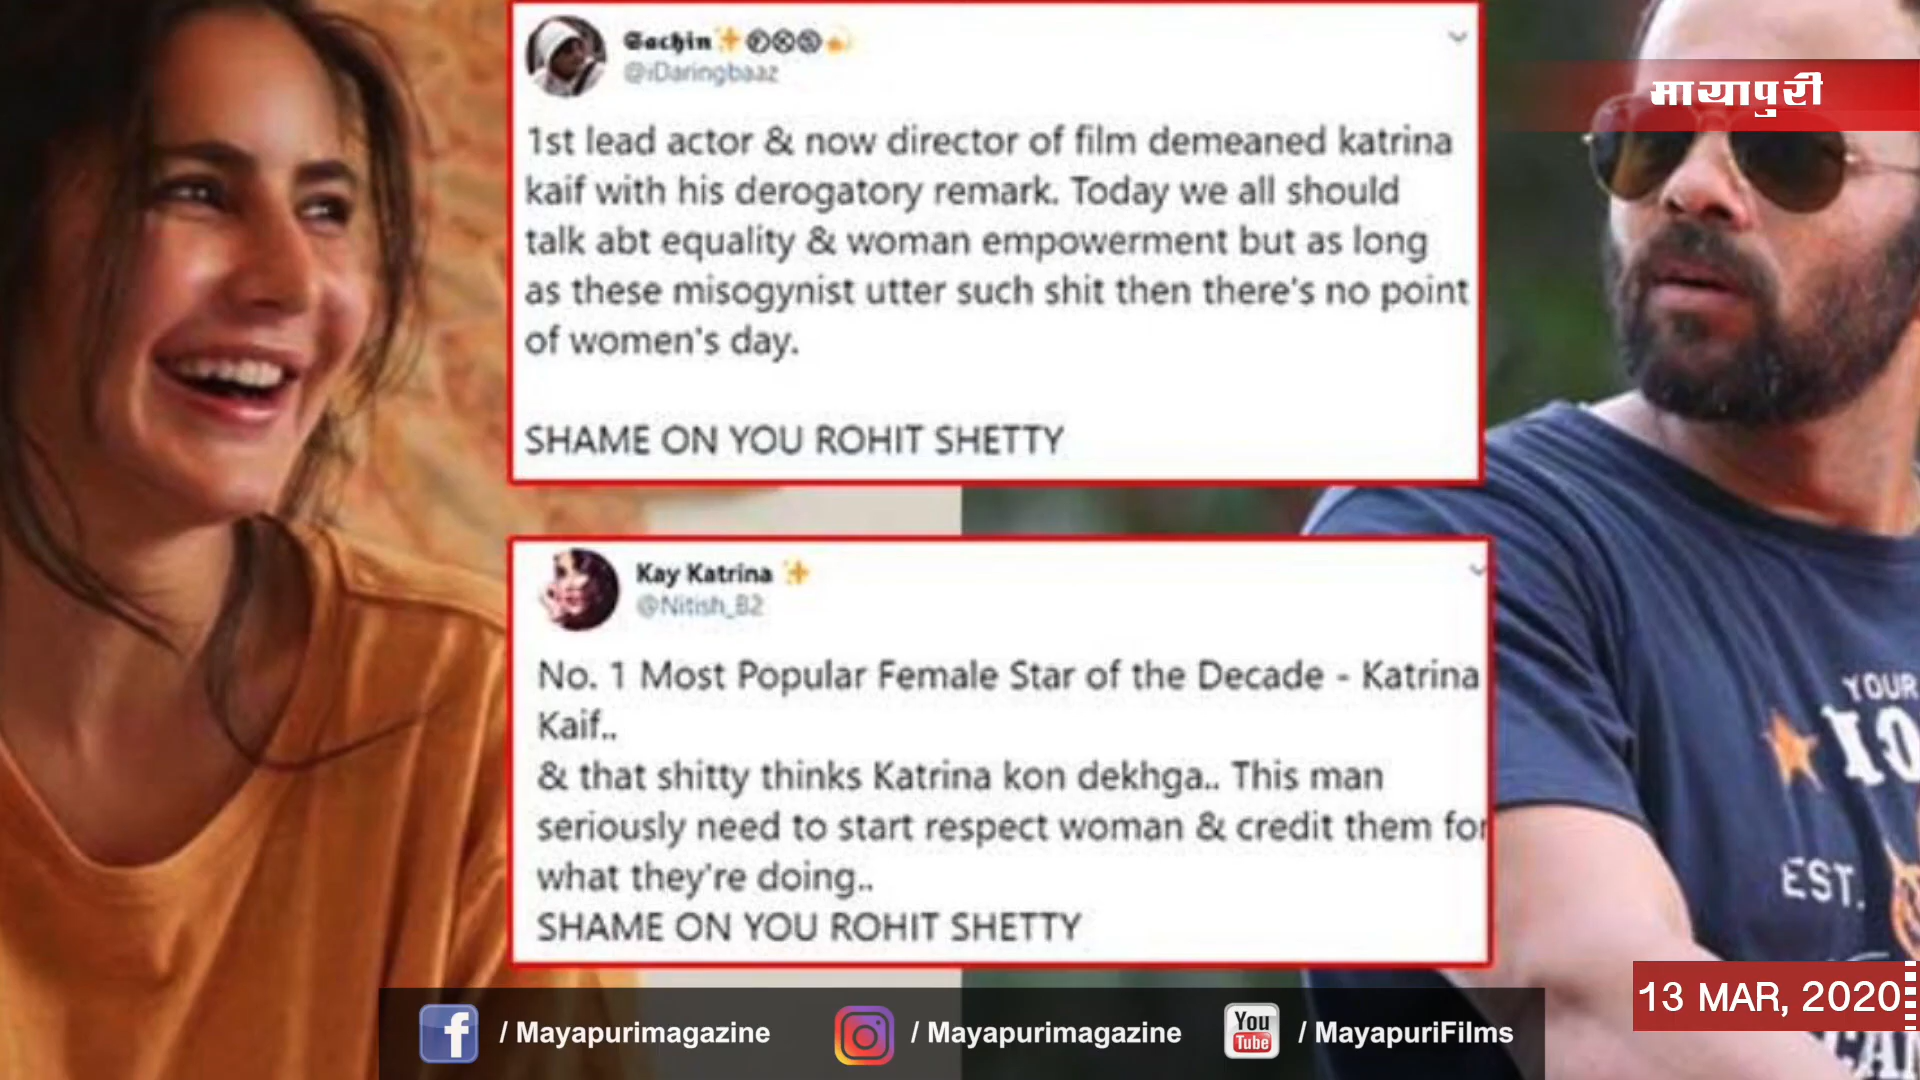 Sachin
@iDaringbaaz
1st lead actor & now director of film demeaned katrina
kaif with his derogatory remark. Today we all should
talk abt equality & woman empowerment but as long
as these misogynist utter such shit then there's no point
of women's day.
SHAME ON YOU ROHIT SHETTY
मायापुरी
Kay Katrina
@Nitish_B2
No. 1 Most Popular Female Star of the Decade - Katrina
Kaif..
& that shitty thinks Katrina kon dekhga.. This man
seriously need to start respect woman & credit them for
what they're doing..
SHAME ON YOU ROHIT SHETTY
YOUR
EST.
13 MAR, 2020
f / Mayapurimagazine
/ Mayapurimagazine
You
Tube
/ MayapuriFilms